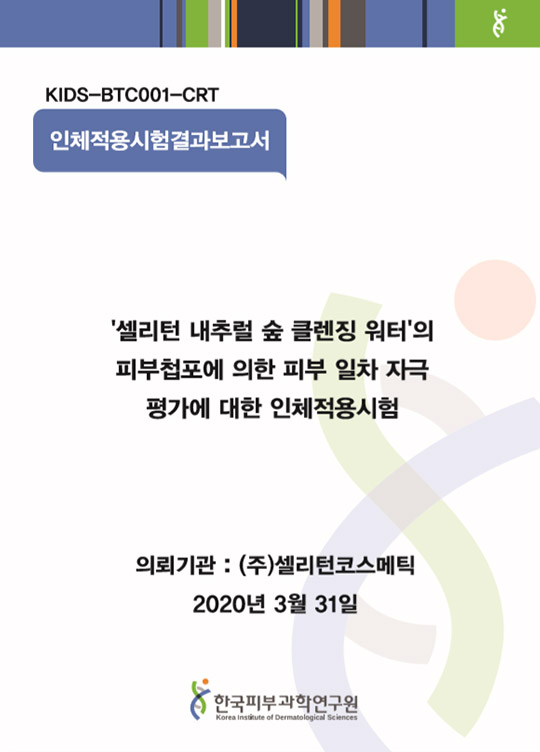 KIDS-BTC001-CRT
인체적용시험결과보고서
'셀리턴 내추럴 숲 클렌징 워터'의
피부첩포에 의한 피부 일차 자극
평가에 대한 인체적용시험
의뢰기관 : (주)셀리턴코스메틱
2020년 3월 31일
한국피부과학연구원
Korea Institute of Dermatological Sciences